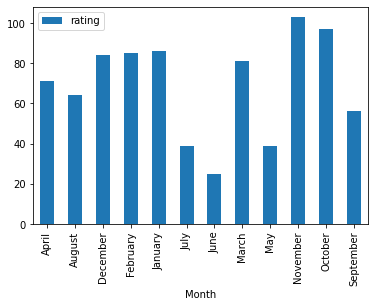 rating
100
80
60
40
20
0
April
August
December
February
January
July
June
March
May
November
October
September
Month